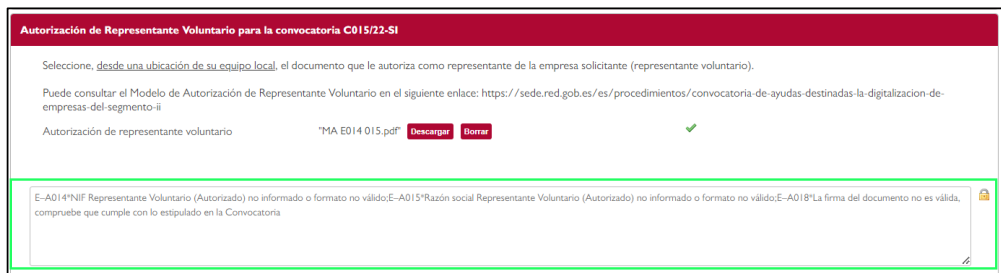 Autorización de Representante Voluntario para la convocatoria C015/22-SI
Seleccione, desde una ubicación de su equipo local, el documento que le autoriza como representante de la empresa solicitante (representante voluntario).
Puede consultar el Modelo de Autorización de Representante Voluntario en el siguiente enlace: https://sede.red.gob.es/es/procedimientos/convocatoria-de-ayudas-destinadas-la-digitalizacion-de-
empresas-del-segmento-ii
Autorización de representante voluntario "MA E014 015.pdf" Descargar Borrar
E-A014*NIF Representante Voluntario (Autorizado) no informado o formato no válido;E-A015*Razón social Representante Voluntario (Autorizado) no informado o formato no válido;E-A018*La firma del documento no es válida,
compruebe que cumple con lo estipulado en la Convocatoria